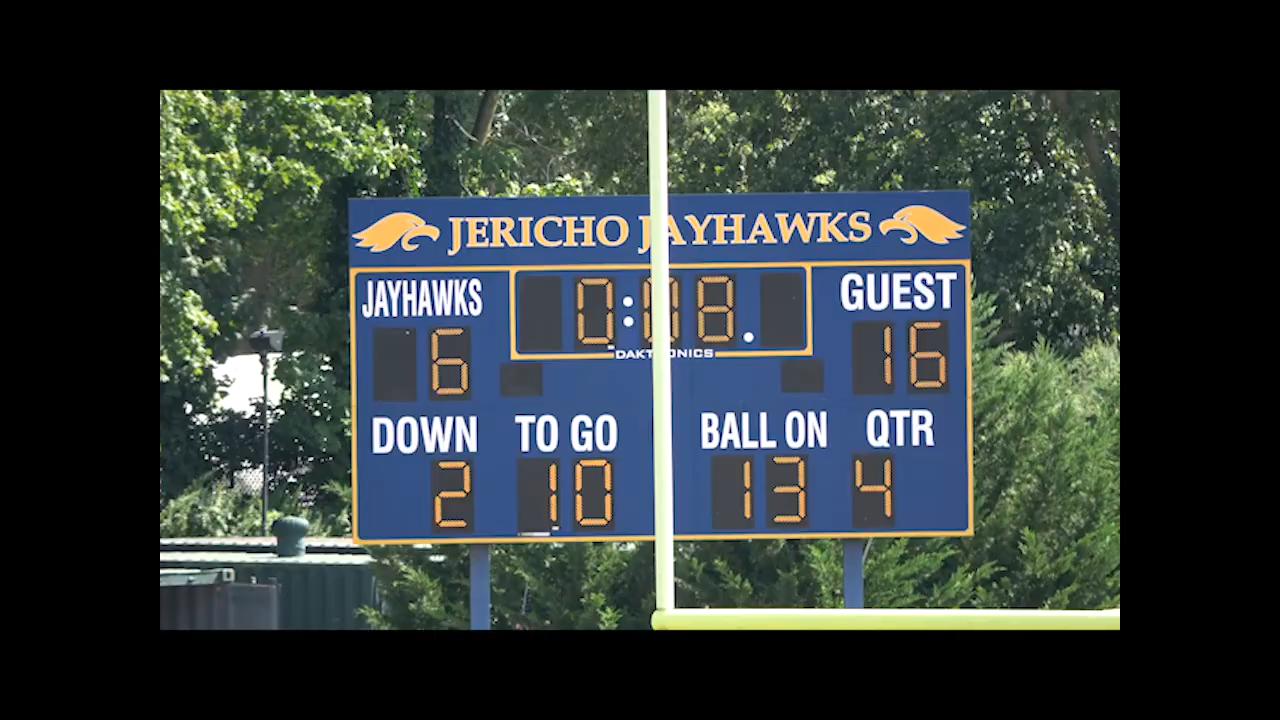 JERICHO JAYHAWKS
JAYHAWKS
0:08.
GUEST
6
DAKTRONICS
16
DOWN
TO GO
BALL ON
QTR
2
10
13
4